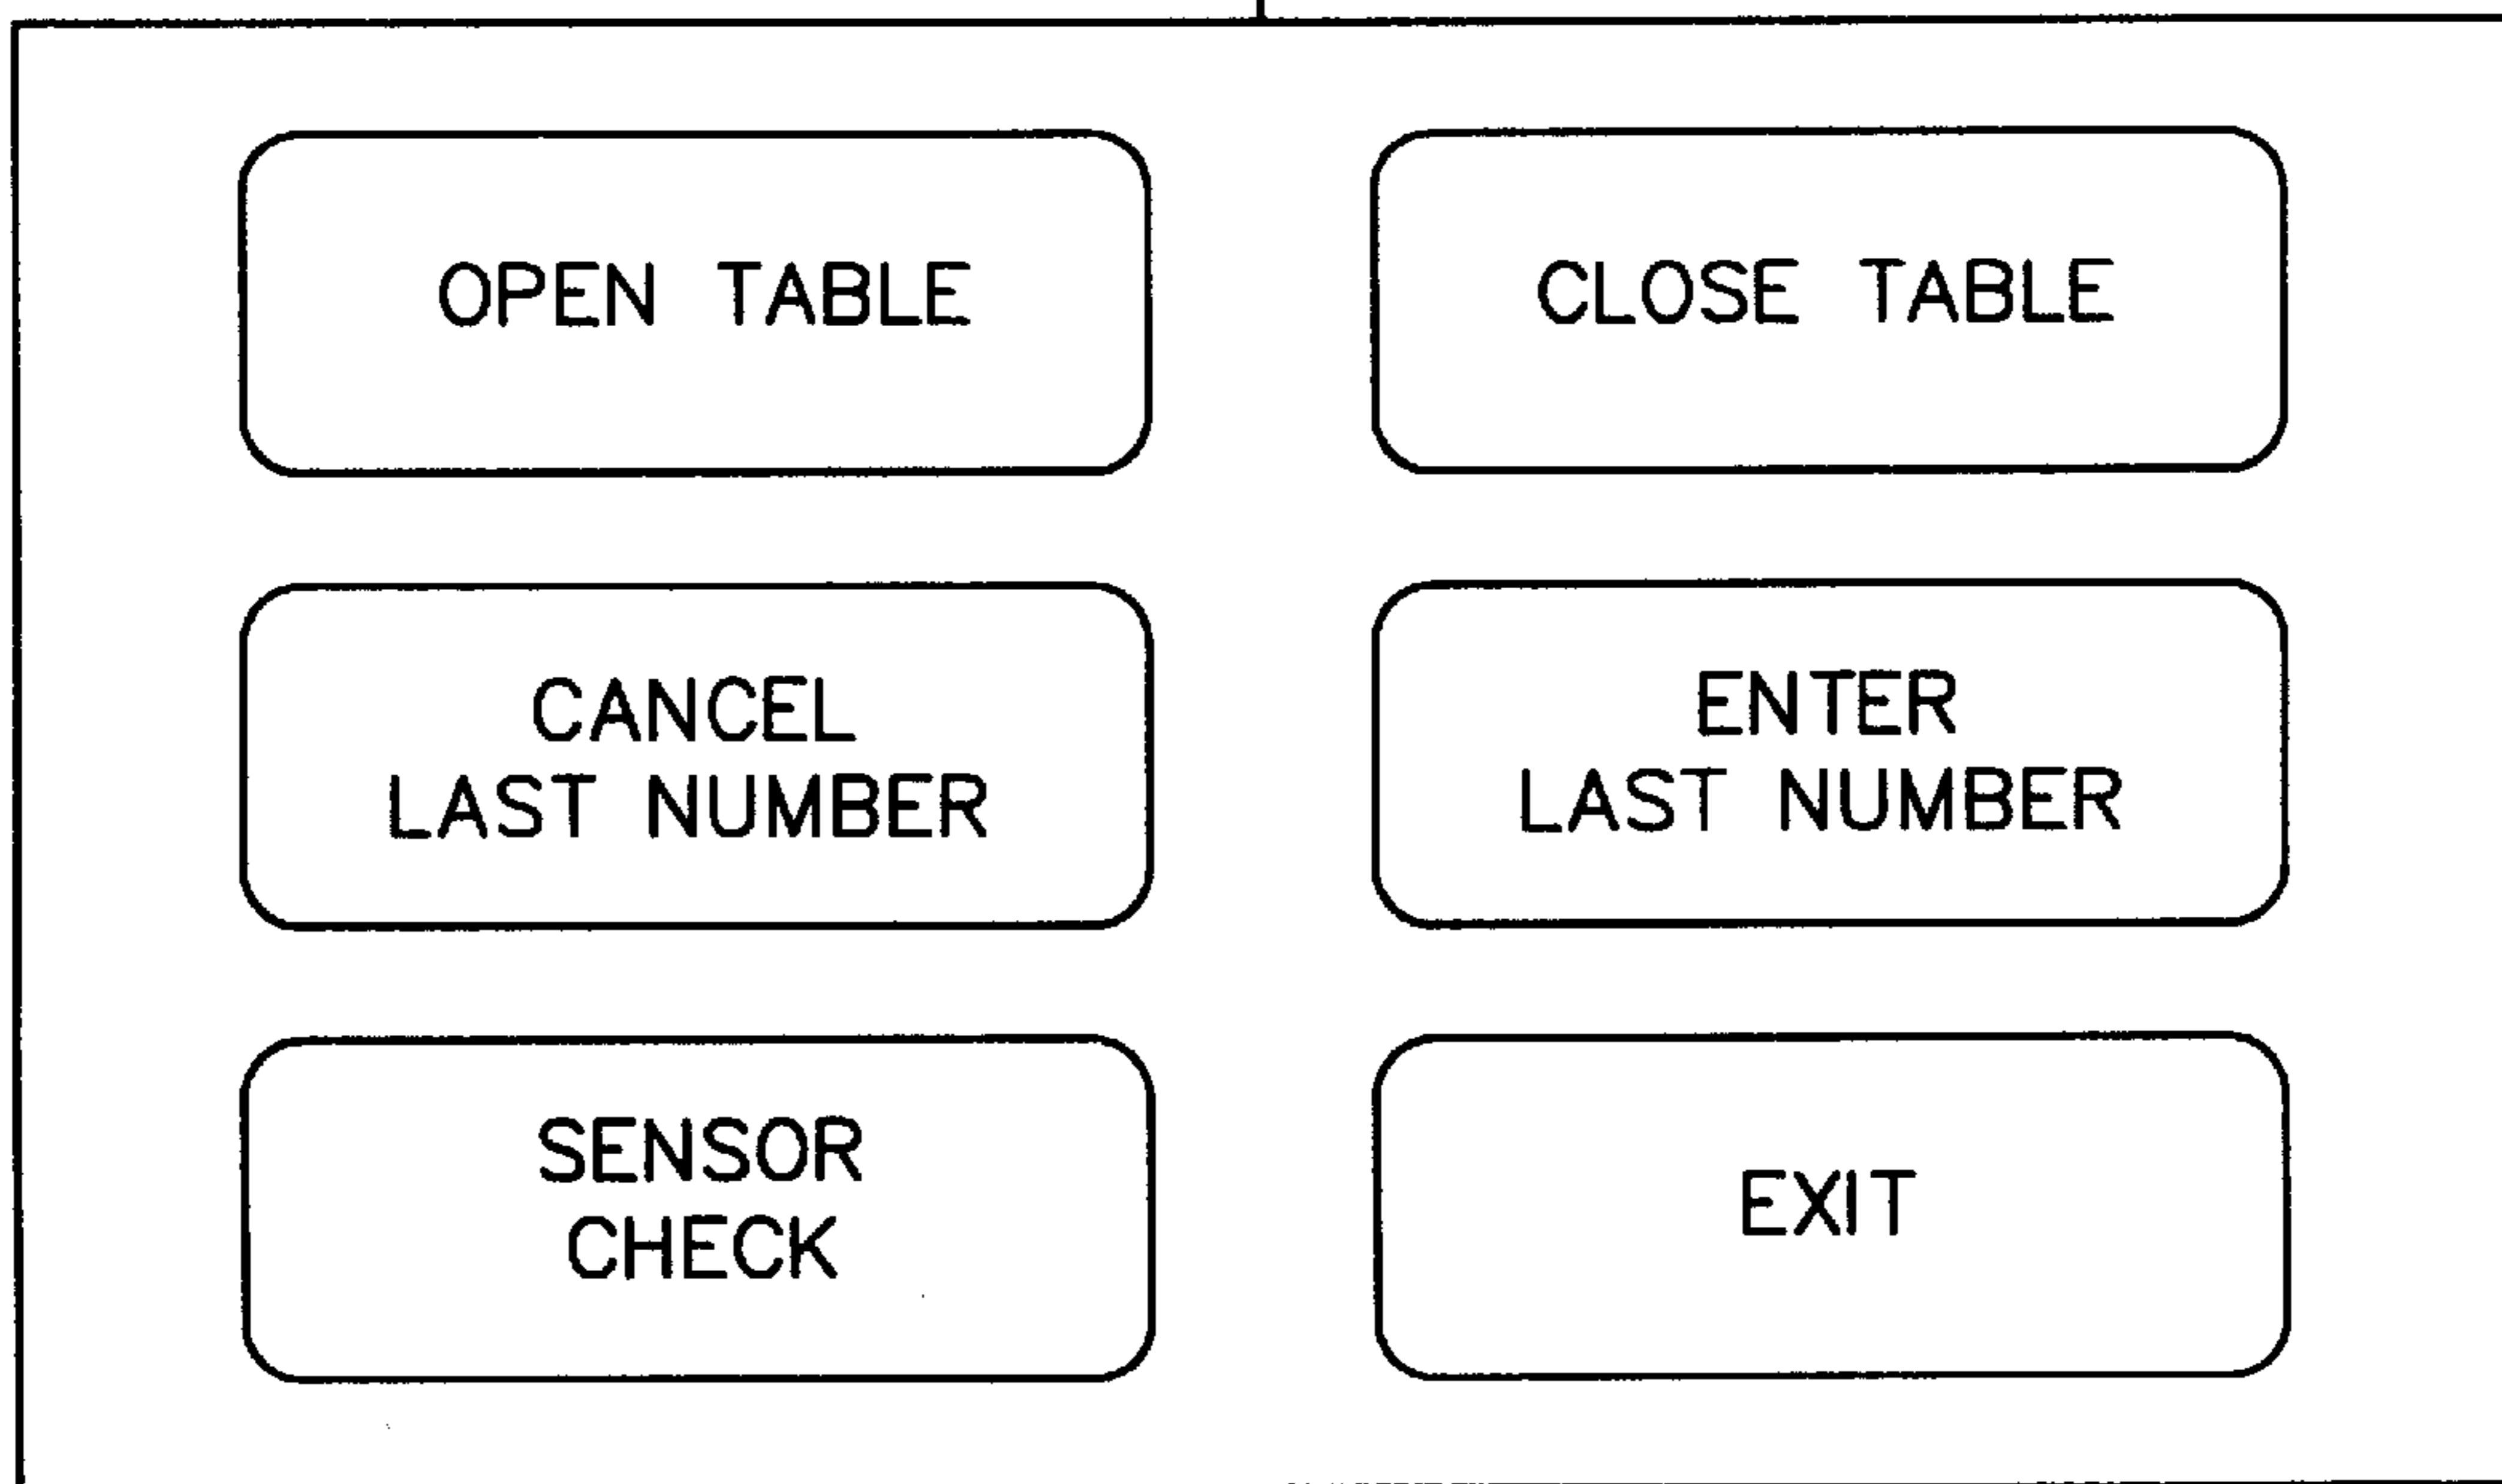 OPEN TABLE
CLOSE TABLE
CANCEL
LAST NUMBER
ENTER
LAST NUMBER
SENSOR
CHECK
EXIT